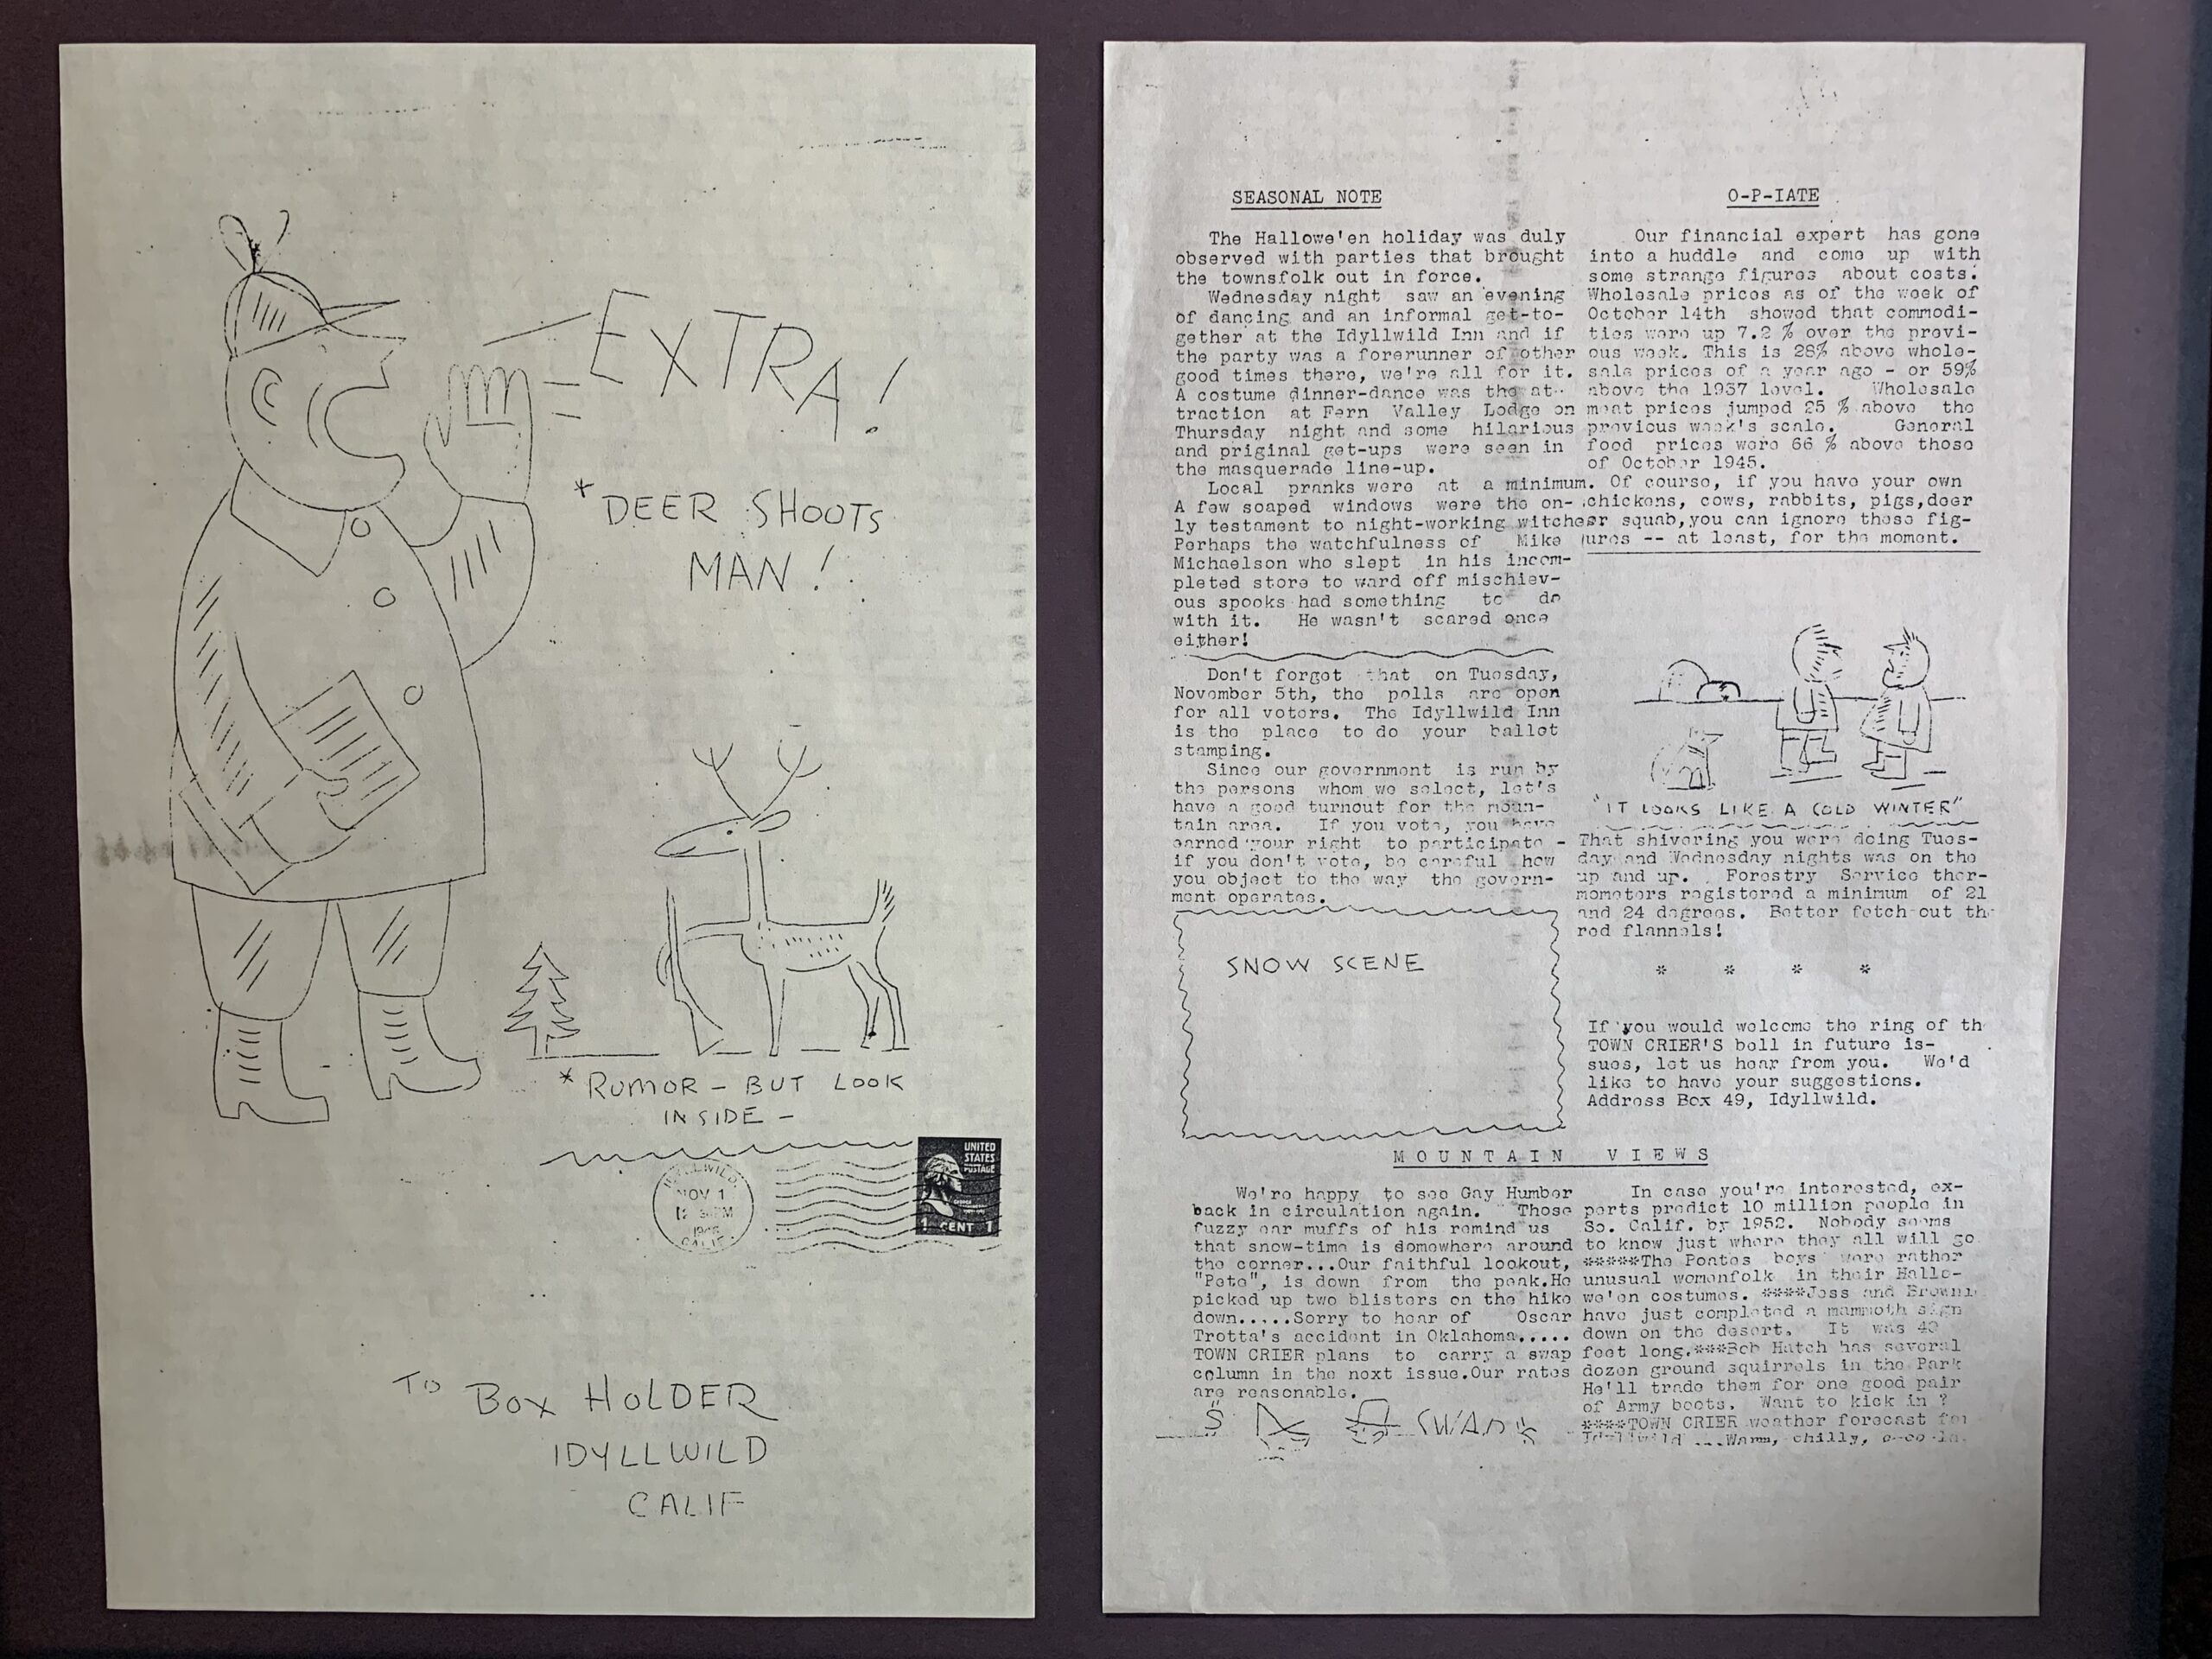 EXTRA!
*DEER SHOOTS
MAN!
*RUMOR - BUT LOOK
INSIDE -
NOV 1
CALIF.
UNITED
STATES
POSTAGE
1 CENT 1
TO BOX HOLDER
IDYLLWILD
CALIF
SEASONAL NOTE
The Hallowe'en holiday was duly
observed with parties that brought
the townsfolk out in force.
Wednesday night saw an evening
of dancing and an informal get-to-
gether at the Idyllwild Inn and if
the party was a forerunner of other
good times there, we're all for it.
A costume dinner-dance was the at-
traction at Fern Valley Lodge on
Thursday night and some hilarious
and priginal get-ups were seen in
the masquerade line-up.
Local pranks were at a minimum.
A few soaped windows were the on-
ly testament to night-working witches
Perhaps the watchfulness of Mike
Michaelson who slept in his incom-
pleted store to ward off mischiev-
ous spooks had something to do
with it. He wasn't scared once
either!
Don't forget that on Tuesday,
November 5th, the polls are open
for all voters. The Idyllwild Inn
is the place to do your ballot
stamping.
Since our government is run by
the persons whom we select, let's
have a good turnout for the moun-
tain area. If you vote, you have
earned your right to participate -
if you don't vote, be careful how
you object to the way the govern-
ment operates.
SNOW SCENE
O-P-IATE
Our financial expert has gone
into a huddle and come up with
some strange figures about costs.
Wholesale prices as of the week of
October 14th showed that commodi-
ties were up 7.2 % over the previ-
ous week. This is 28% above whole-
sale prices of a year ago - or 59%
above the 1937 level. Wholesale
meat prices jumped 25 % above the
previous week's scale. General
food prices were 66 % above those
of October 1945.
Of course, if you have your own
chickens, cows, rabbits, pigs,deer
or squab,you can ignore these fig-
ures -- at least, for the moment.
"IT LOOKS LIKE A COLD WINTER"
That shivering you were doing Tues-
day and Wednesday nights was on the
up and up. Forestry Service ther-
mometers registered a minimum of 21
and 24 degrees. Better fetch out th
red flannels!
* * * *
If you would welcome the ring of th
TOWN CRIER'S bell in future is-
sues, let us hear from you. We'd
like to have your suggestions.
Address Box 49, Idyllwild.
MOUNTAIN VIEWS
We're happy to see Gay Humber
back in circulation again. Those
fuzzy ear muffs of his remind us
that snow-time is somewhere around
the corner...Our faithful lookout,
"Pete", is down from the peak.He
picked up two blisters on the hike
down.....Sorry to hear of Oscar
Trotta's accident in Oklahoma.....
TOWN CRIER plans to carry a swap
column in the next issue.Our rates
are reasonable.
In case you're interested, ex-
perts predict 10 million people in
So. Calif. by 1952. Nobody seems
to know just where they all will go
*****The Pontes boys were rather
unusual womenfolk in their Hallo-
we'en costumes. ****Jess and
have just completed a mammoth sign
down on the desert. It was 40
feet long.***Bob Hatch has several
dozen ground squirrels in the Park
He'll trade them for one good pair
of Army boots. Want to kick in ?
****TOWN CRIER weather forecast for
Idyllwild ...Warm, chilly,